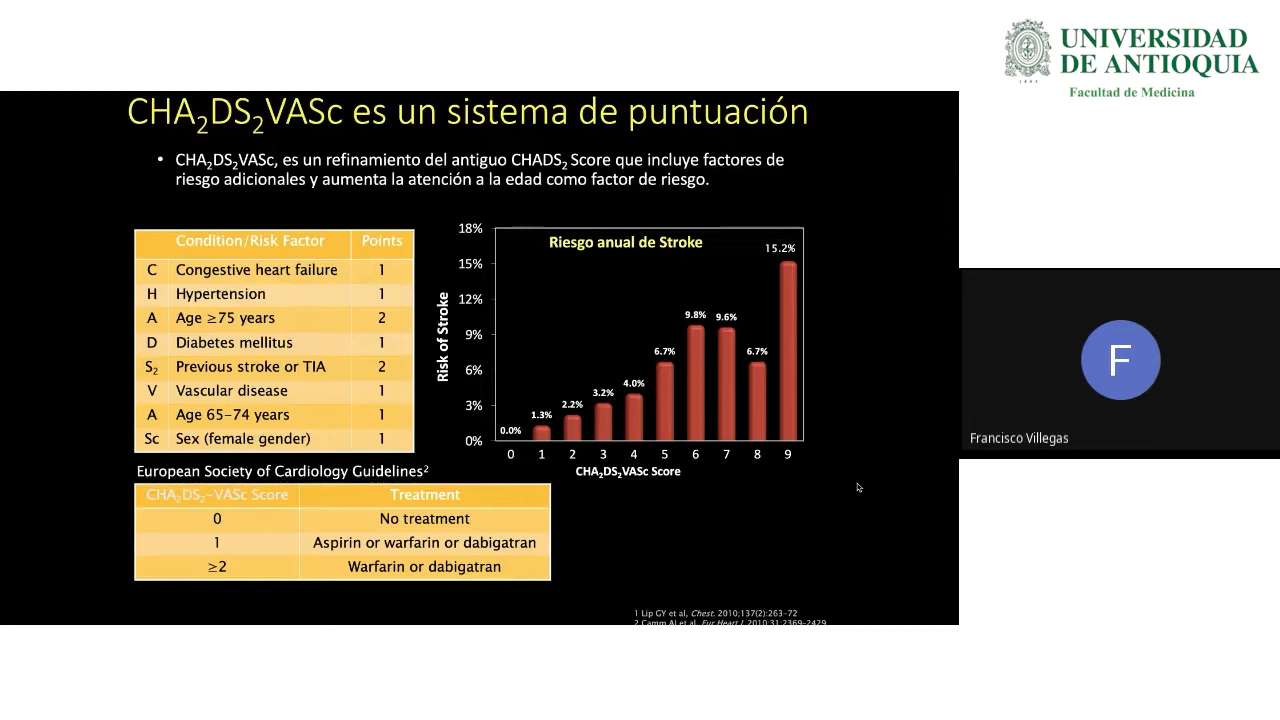 UNIVERSIDAD
DE ANTIOQUIA
1803
Facultad de Medicina
CHA₂DS₂VASc es un sistema de puntuación
• CHA₂DS₂VASc, es un refinamiento del antiguo CHADS₂ Score que incluye factores de
riesgo adicionales y aumenta la atención a la edad como factor de riesgo.
Condition/Risk Factor Points
C Congestive heart failure 1
H Hypertension 1
A Age ≥75 years 2
D Diabetes mellitus 1
S₂ Previous stroke or TIA 2
V Vascular disease 1
A Age 65–74 years 1
Sc Sex (female gender) 1
Riesgo anual de Stroke
Risk of Stroke
18%
15%
12%
9%
6%
3%
0%
0.0% 1.3% 2.2% 3.2% 4.0% 6.7% 9.8% 9.6% 6.7% 15.2%
0 1 2 3 4 5 6 7 8 9
CHA₂DS₂VASc Score
European Society of Cardiology Guidelines²
CHA₂DS₂-VASc Score Treatment
0 No treatment
1 Aspirin or warfarin or dabigatran
≥2 Warfarin or dabigatran
1 Lip GY et al, Chest. 2010;137(2):263–72
2 Camm AJ et al, Eur Heart J. 2010;31:2369–2429
F
Francisco Villegas